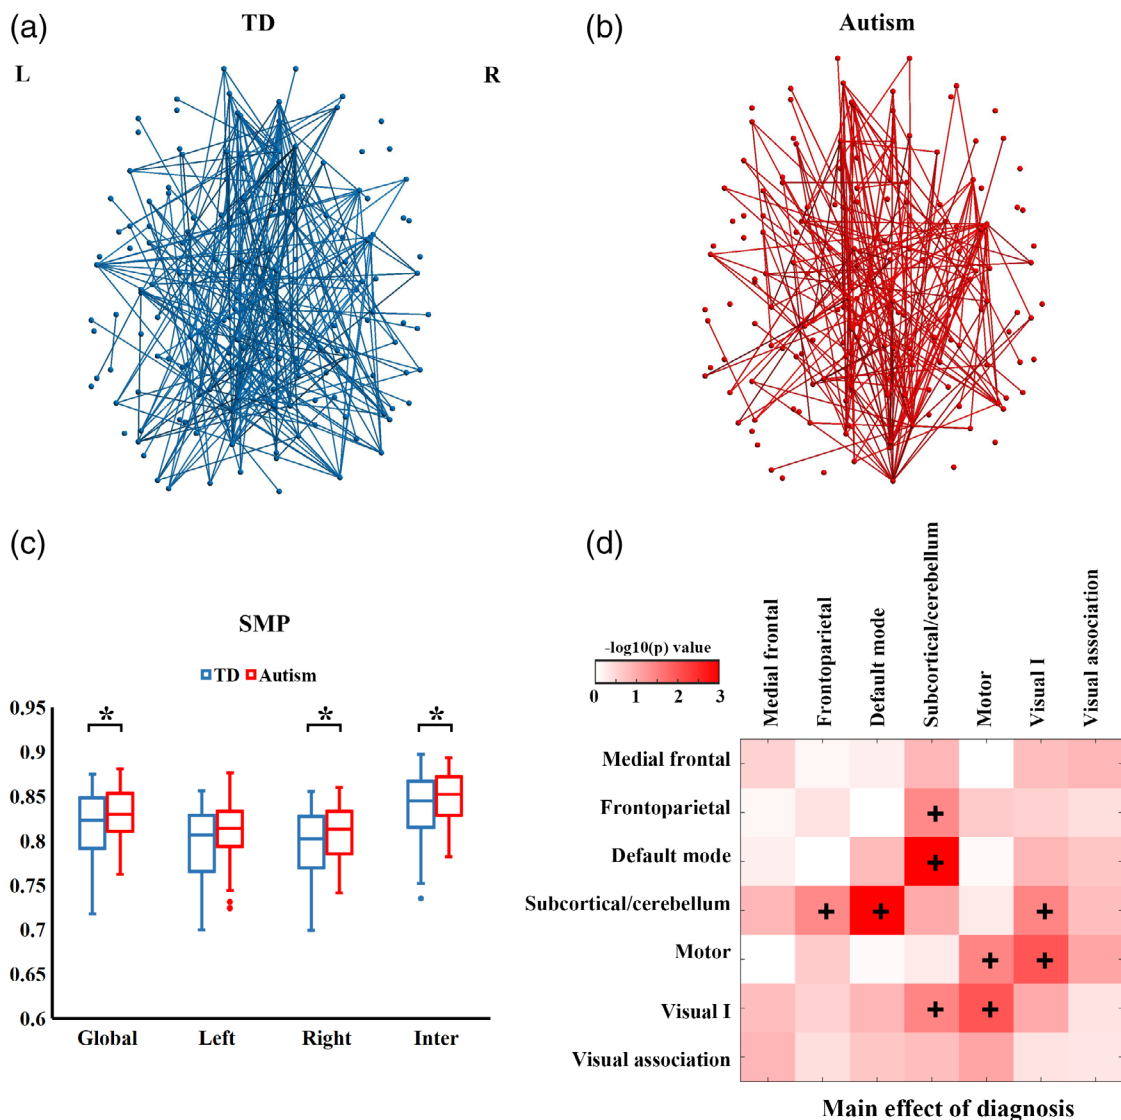 (a) TD
(b) Autism
L R
(c)
SMP
TD Autism
0.95
0.9
0.85
0.8
0.75
0.7
0.65
0.6
* * *
Global Left Right Inter
(d)
-log10(p) value
0 1 2 3
Medial frontal
Frontoparietal
Default mode
Subcortical/cerebellum
Motor
Visual I
Visual association
Medial frontal
Frontoparietal +
Default mode +
Subcortical/cerebellum + + +
Motor + +
Visual I + +
Visual association
Main effect of diagnosis